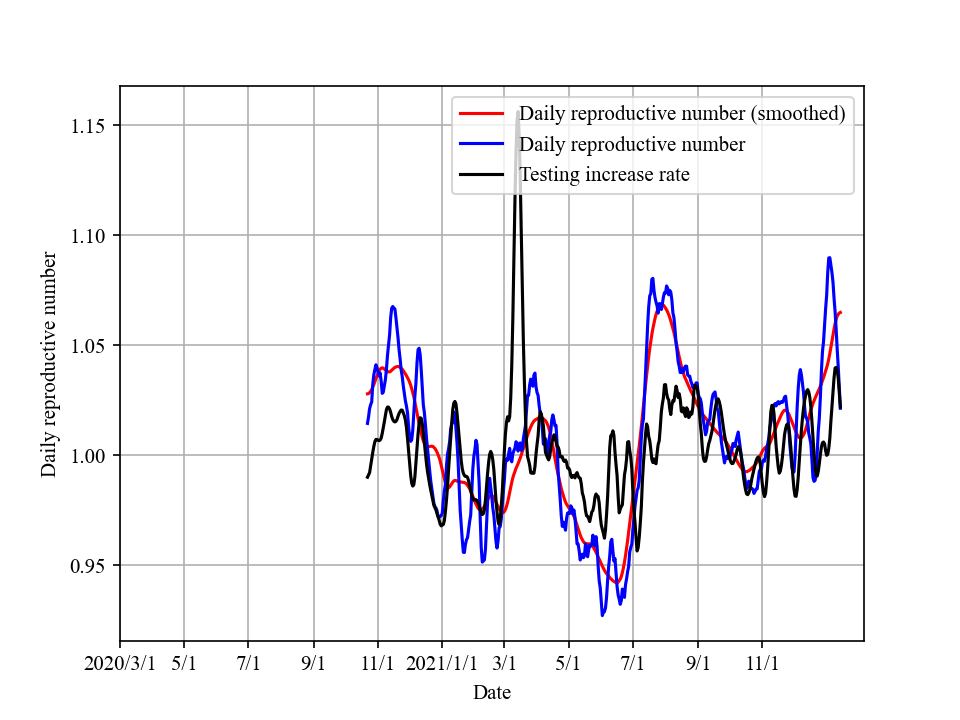 Daily reproductive number (smoothed)
Daily reproductive number
Testing increase rate
Daily reproductive number
1.15
1.10
1.05
1.00
0.95
2020/3/1 5/1 7/1 9/1 11/1 2021/1/1 3/1 5/1 7/1 9/1 11/1
Date